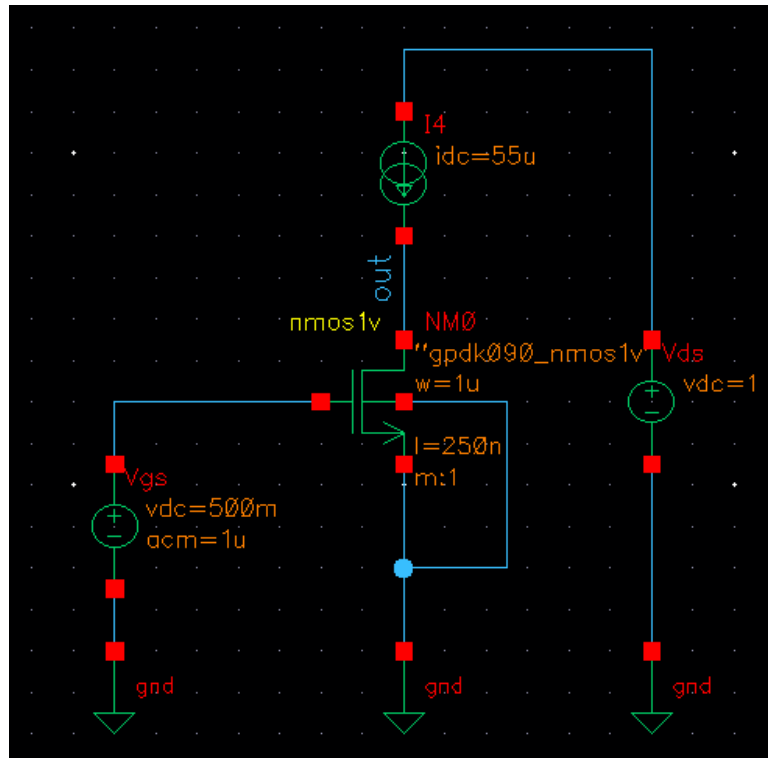 I4
idc=55u
out
nmos1v
NM0
"gpdk090_nmos1v"
w=1u
l=250n
m:1
Vds
vdc=1
Vgs
vdc=500m
acm=1u
gnd
gnd
gnd